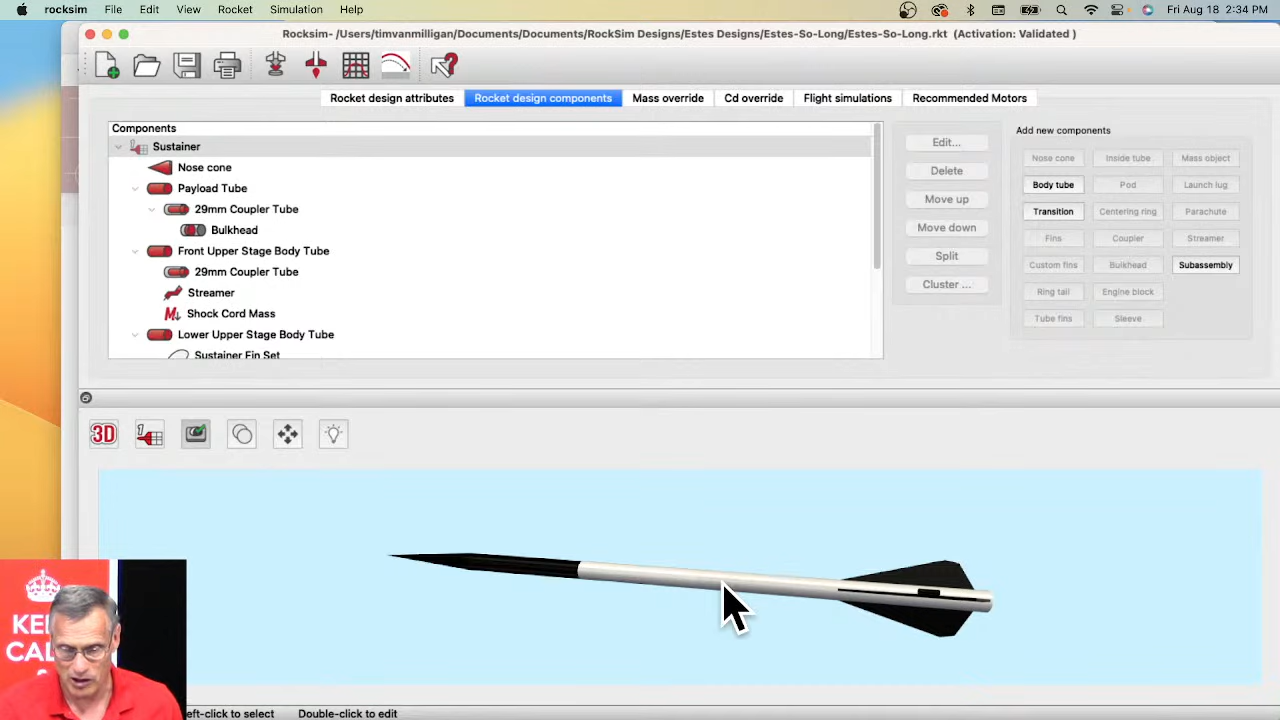 rocksim File Edit Rocket Simulation Help Fri Aug 18 2:34 PM
Rocksim- /Users/timvanmilligan/Documents/Documents/RockSim Designs/Estes Designs/Estes-So-Long/Estes-So-Long.rkt (Activation: Validated )
Rocket design attributes Rocket design components Mass override Cd override Flight simulations Recommended Motors
Components
Sustainer
Nose cone
Payload Tube
29mm Coupler Tube
Bulkhead
Front Upper Stage Body Tube
29mm Coupler Tube
Streamer
Shock Cord Mass
Lower Upper Stage Body Tube
Sustainer Fin Set
Edit...
Delete
Move up
Move down
Split
Cluster ...
Add new components
Nose cone Inside tube Mass object
Body tube Pod Launch lug
Transition Centering ring Parachute
Fins Coupler Streamer
Custom fins Bulkhead Subassembly
Ring tail Engine block
Tube fins Sleeve
3D
KE
CAL
eft-click to select Double-click to edit